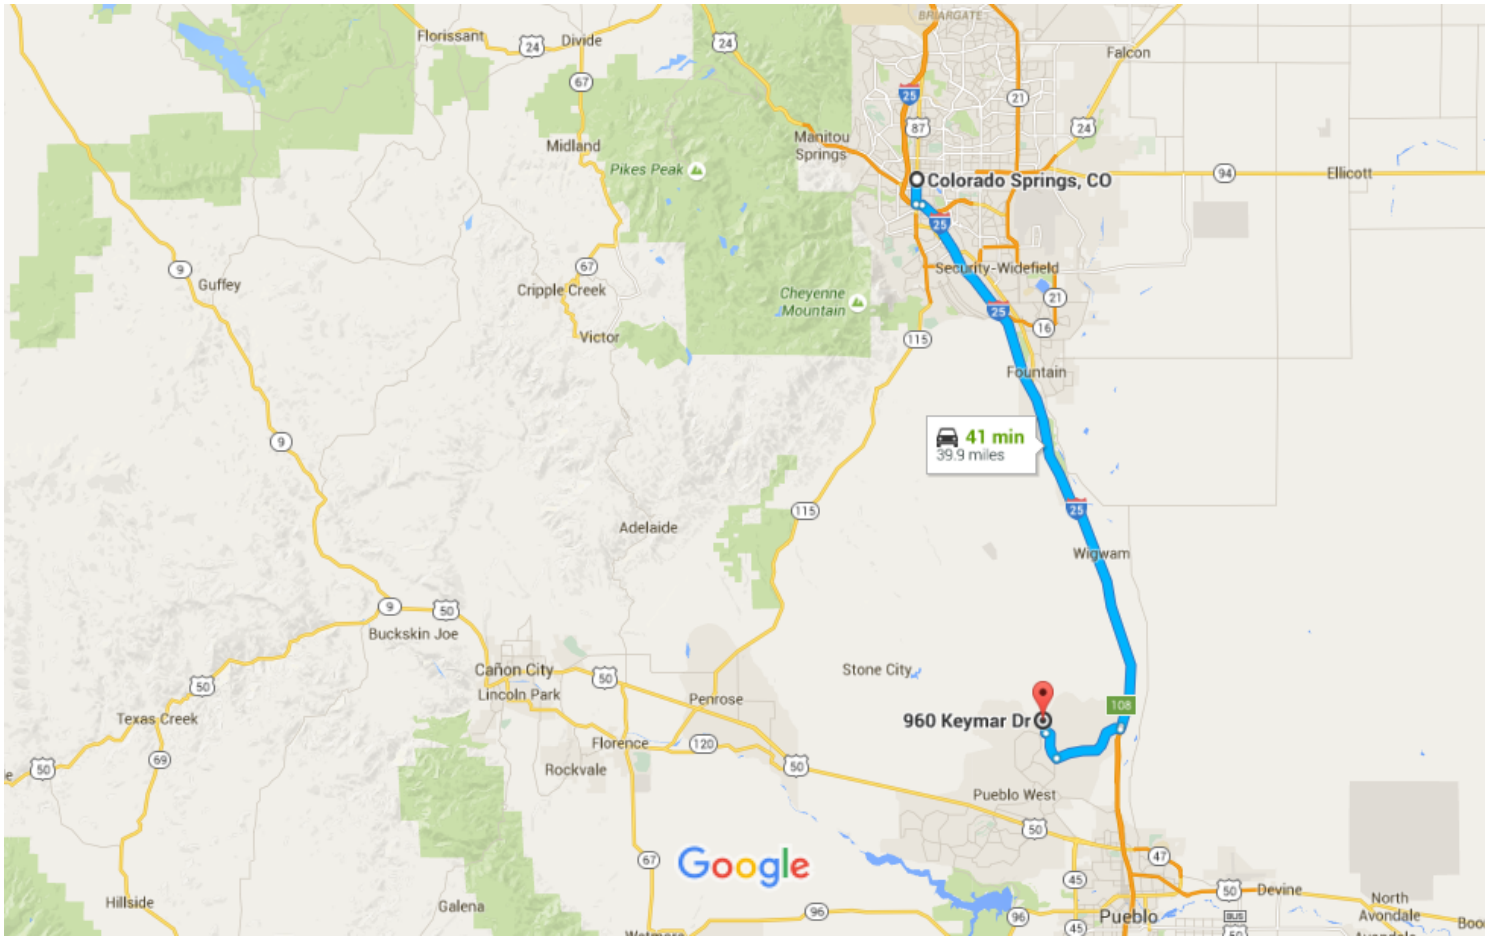 BRIARGATE
Florissant
24
Divide
24
Falcon
67
25
21
87
24
Manitou
Springs
Midland
Pikes Peak
Colorado Springs, CO
94
Ellicott
25
9
Guffey
67
Cripple Creek
Security-Widefield
Cheyenne
Mountain
21
25
16
Victor
115
Fountain
9
41 min
39.9 miles
115
25
Adelaide
Wigwam
9
50
Buckskin Joe
Cañon City
50
Stone City
Lincoln Park
50
Penrose
108
Texas Creek
960 Keymar Dr
Florence
120
69
50
Rockvale
50
Pueblo West
50
67
Google
47
45
50
Devine
Hillside
Galena
96
96
Pueblo
BUS
50
North
Avondale
45